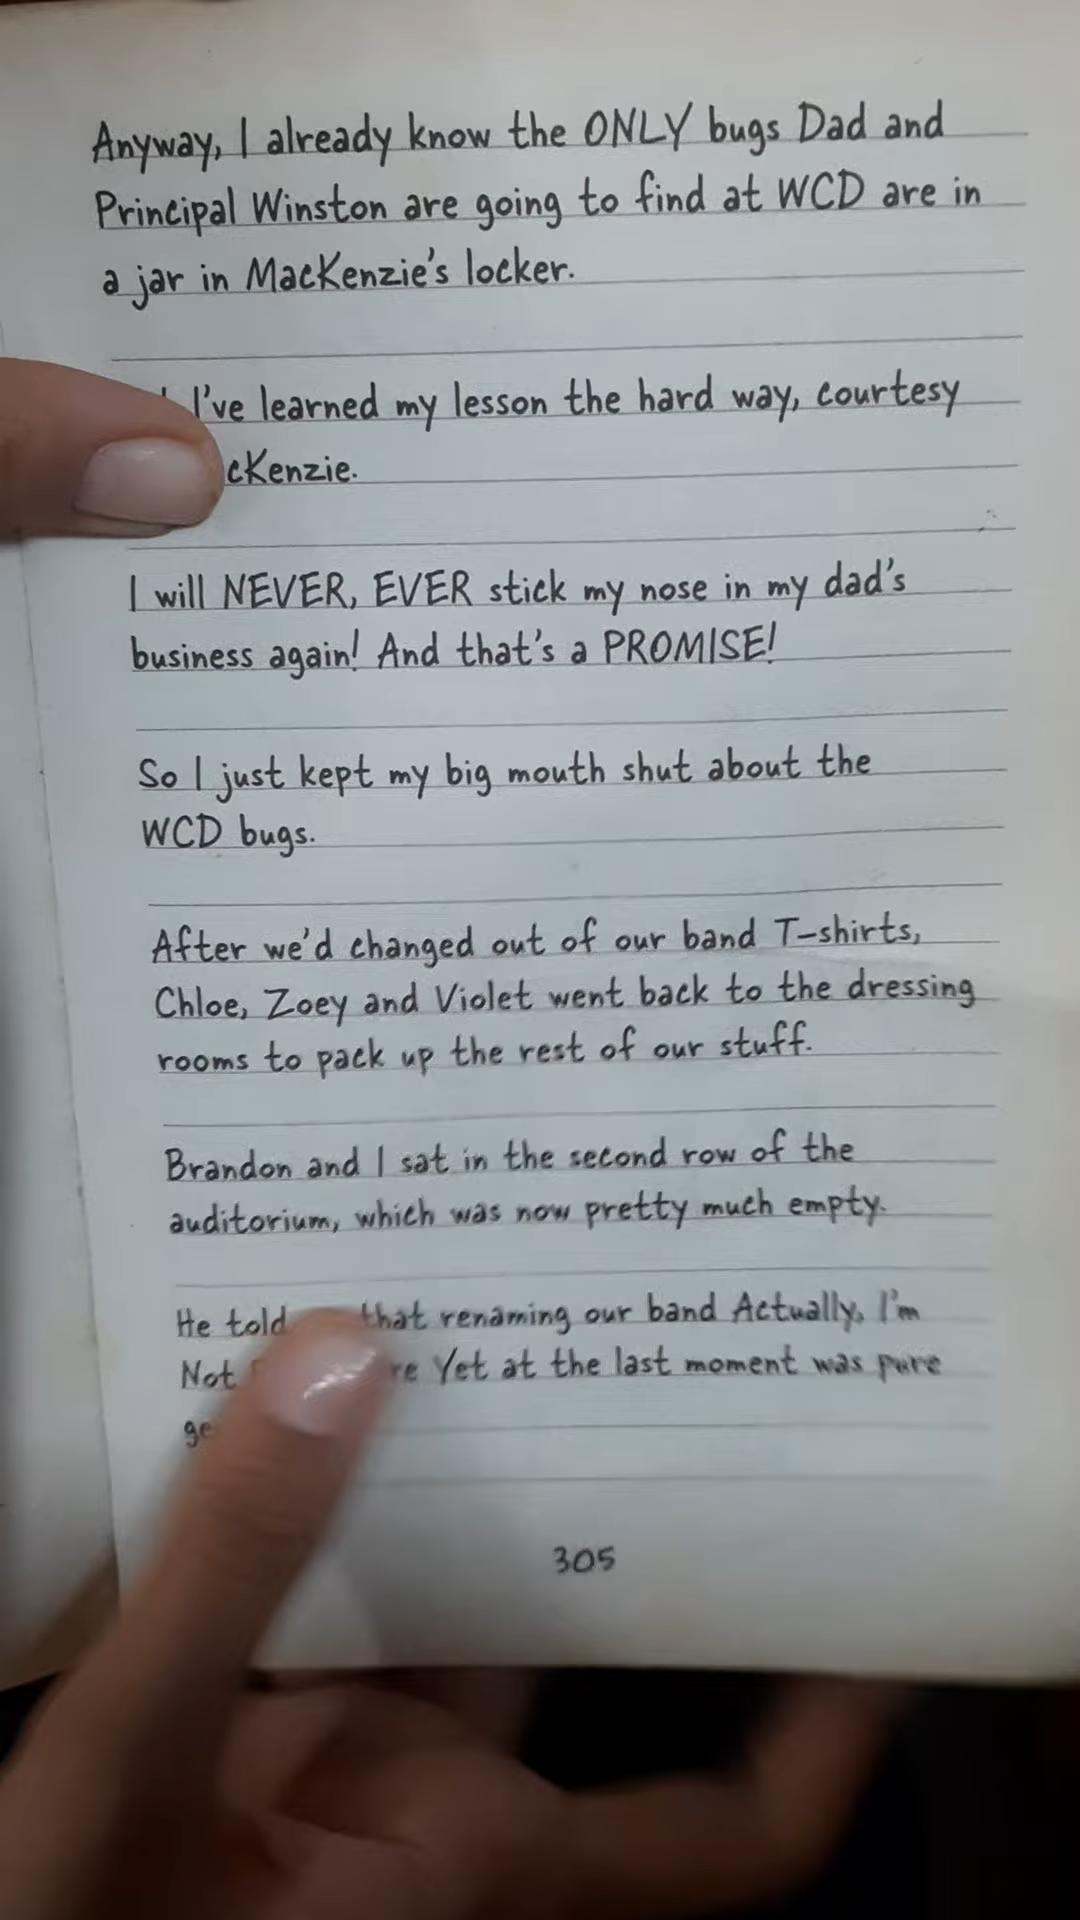 Anyway, I already know the ONLY bugs Dad and
Principal Winston are going to find at WCD are in
a jar in MacKenzie's locker.
I've learned my lesson the hard way, courtesy
cKenzie.
I will NEVER, EVER stick my nose in my dad's
business again! And that's a PROMISE!
So I just kept my big mouth shut about the
WCD bugs.
After we'd changed out of our band T-shirts,
Chloe, Zoey and Violet went back to the dressing
rooms to pack up the rest of our stuff.
Brandon and I sat in the second row of the
auditorium, which was now pretty much empty.
He told that renaming our band Actually, I'm
Not re Yet at the last moment was pure
ge
305